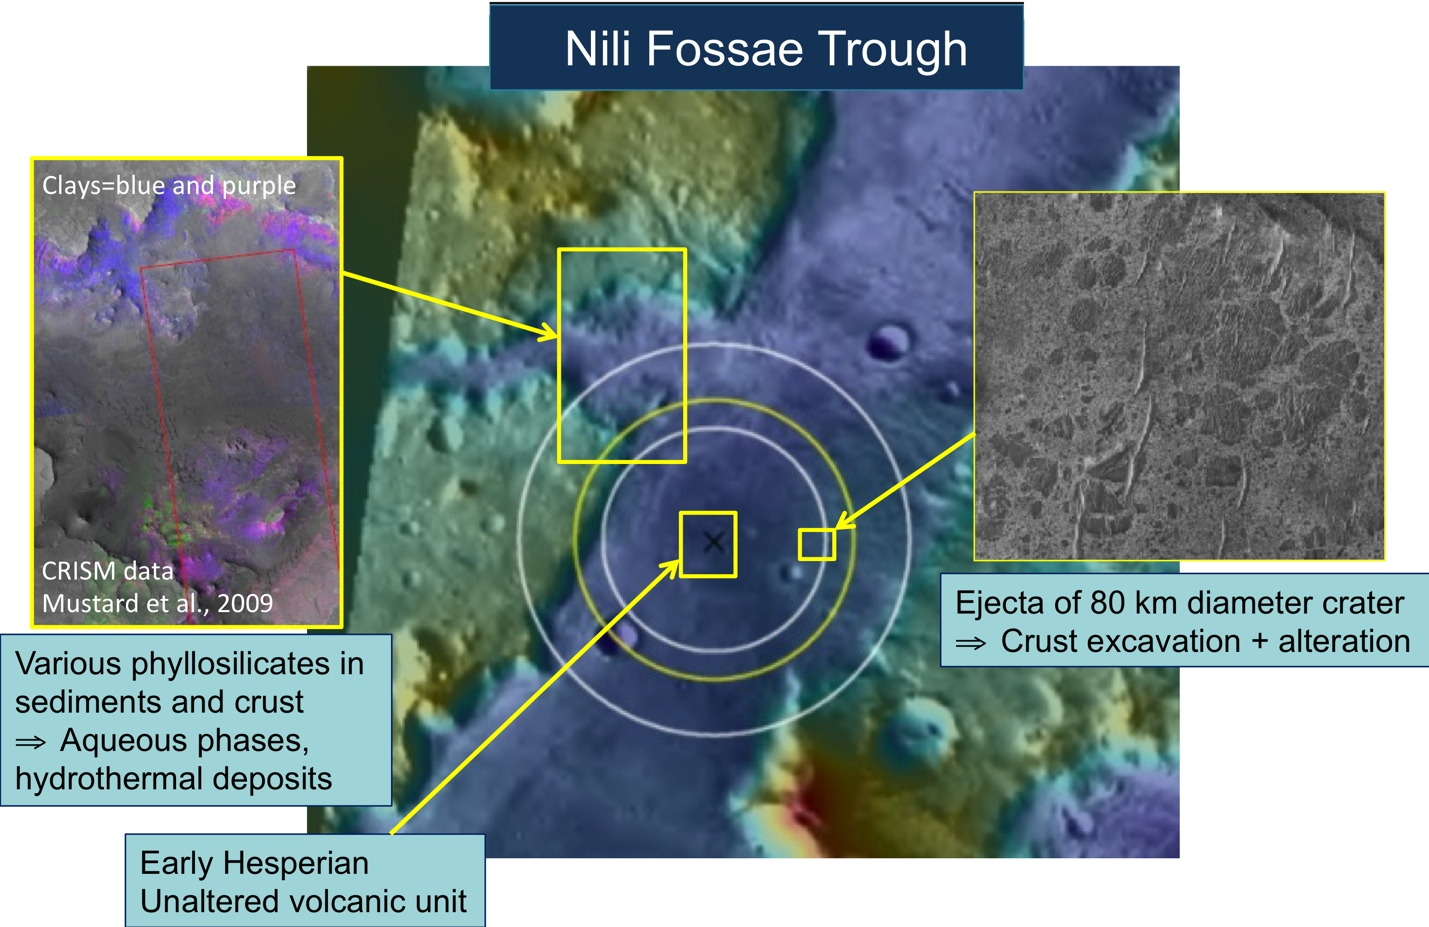 Nili Fossae Trough
Clays=blue and purple
CRISM data
Mustard et al., 2009
Various phyllosilicates in
sediments and crust
⇒ Aqueous phases,
hydrothermal deposits
Early Hesperian
Unaltered volcanic unit
Ejecta of 80 km diameter crater
⇒ Crust excavation + alteration